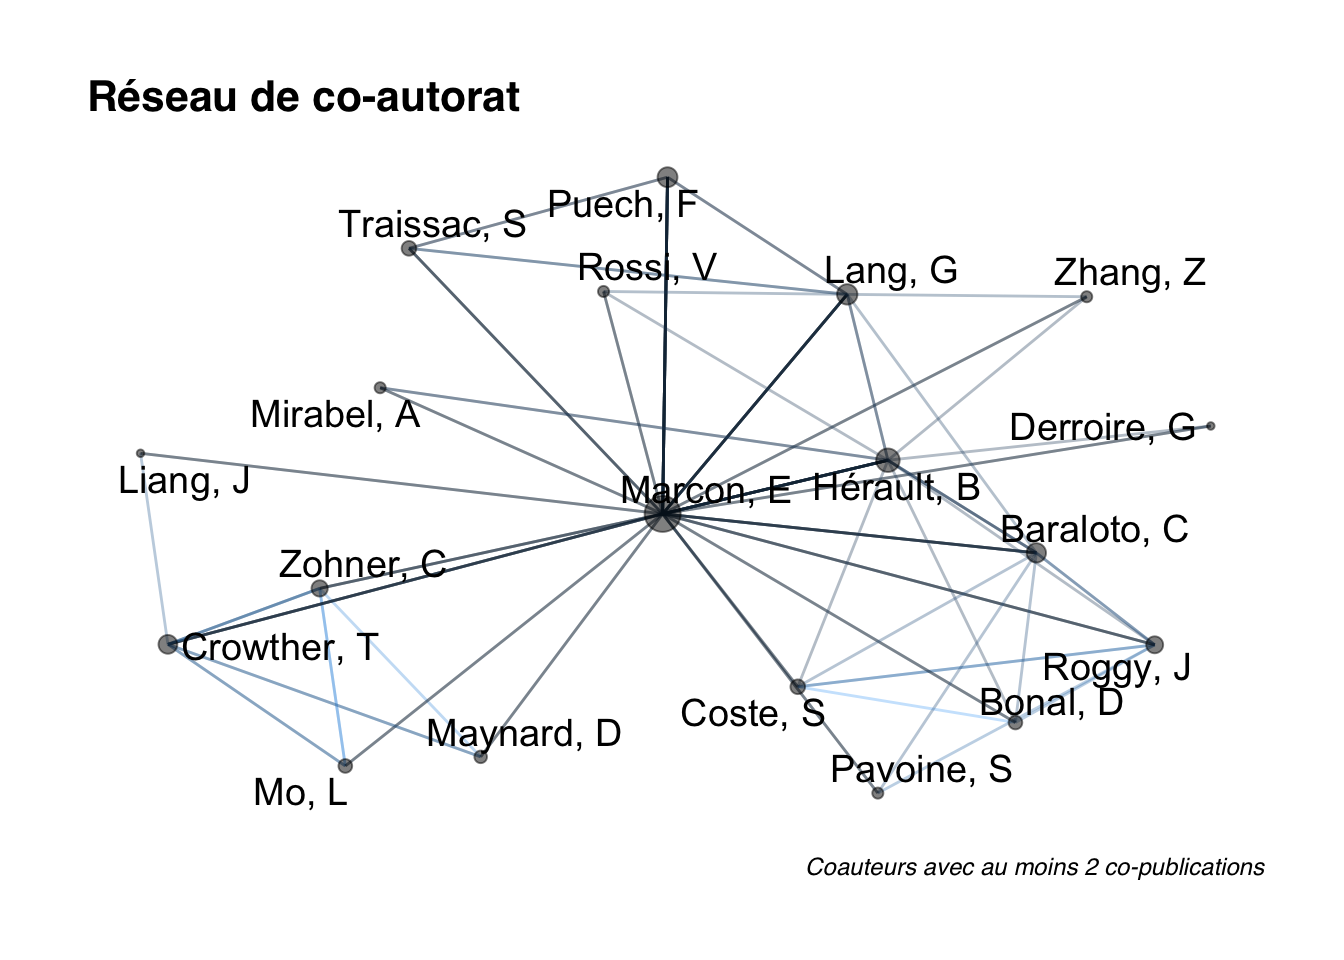 Réseau de co-autorat
Puech, F
Traissac, S
Rossi, V
Lang, G
Zhang, Z
Mirabel, A
Derroire, G
Liang, J
Marcon, E
Hérault, B
Baraloto, C
Zohner, C
Crowther, T
Roggy, J
Bonal, D
Coste, S
Maynard, D
Pavoine, S
Mo, L
Coauteurs avec au moins 2 co-publications